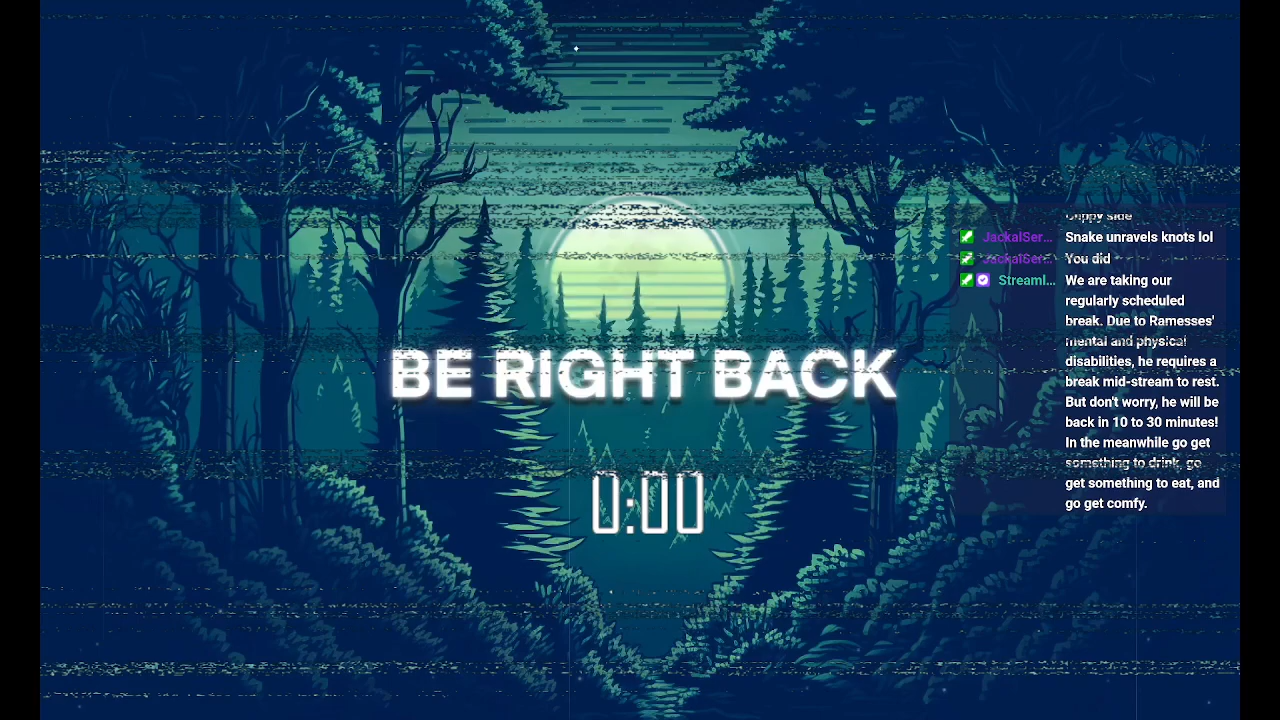 BE RIGHT BACK
0:00
side
JackalSer... Snake unravels knots lol
JackalSer... You did
Streaml... We are taking our
regularly scheduled
break. Due to Ramesses'
mental and physical
disabilities, he requires a
break mid-stream to rest.
But don't worry, he will be
back in 10 to 30 minutes!
In the meanwhile go get
something to drink, go
get something to eat, and
go get comfy.